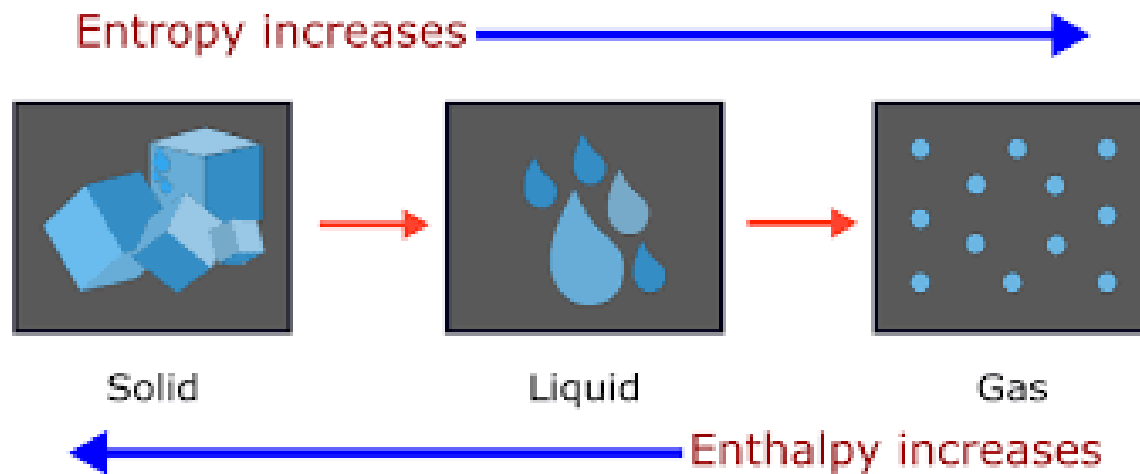 Entropy increases
Solid
Liquid
Gas
Enthalpy increases